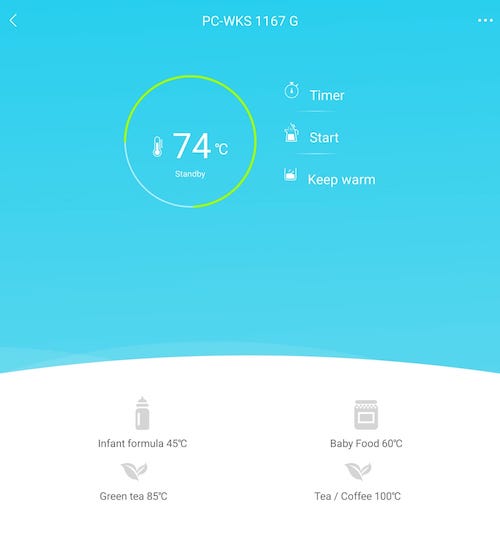 PC-WKS 1167 G
Timer
74 ℃
Standby
Start
Keep warm
Infant formula 45℃
Baby Food 60℃
Green tea 85℃
Tea / Coffee 100℃